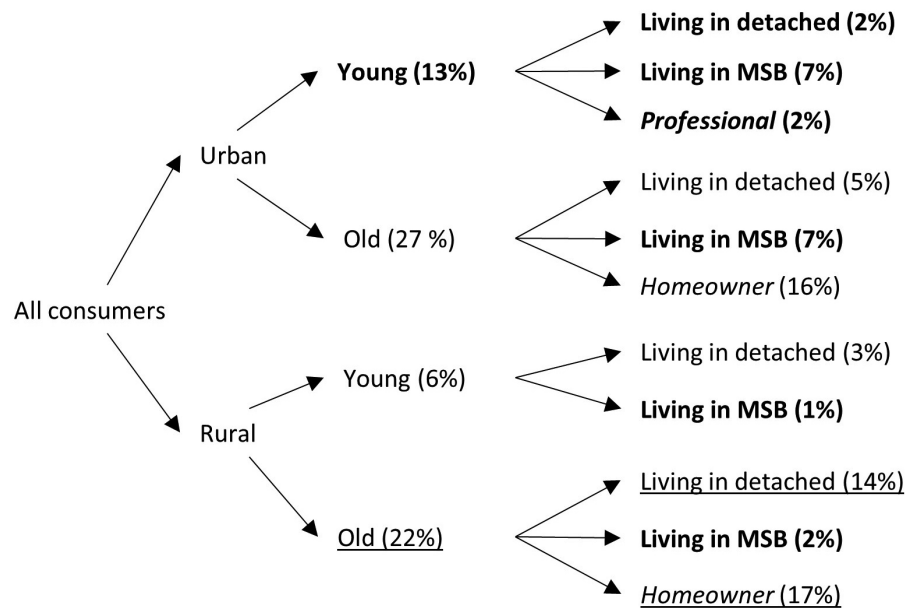 Living in detached (2%)
Young (13%)
Living in MSB (7%)
Professional (2%)
Urban
Living in detached (5%)
Old (27 %)
Living in MSB (7%)
Homeowner (16%)
All consumers
Living in detached (3%)
Young (6%)
Living in MSB (1%)
Rural
Living in detached (14%)
Old (22%)
Living in MSB (2%)
Homeowner (17%)